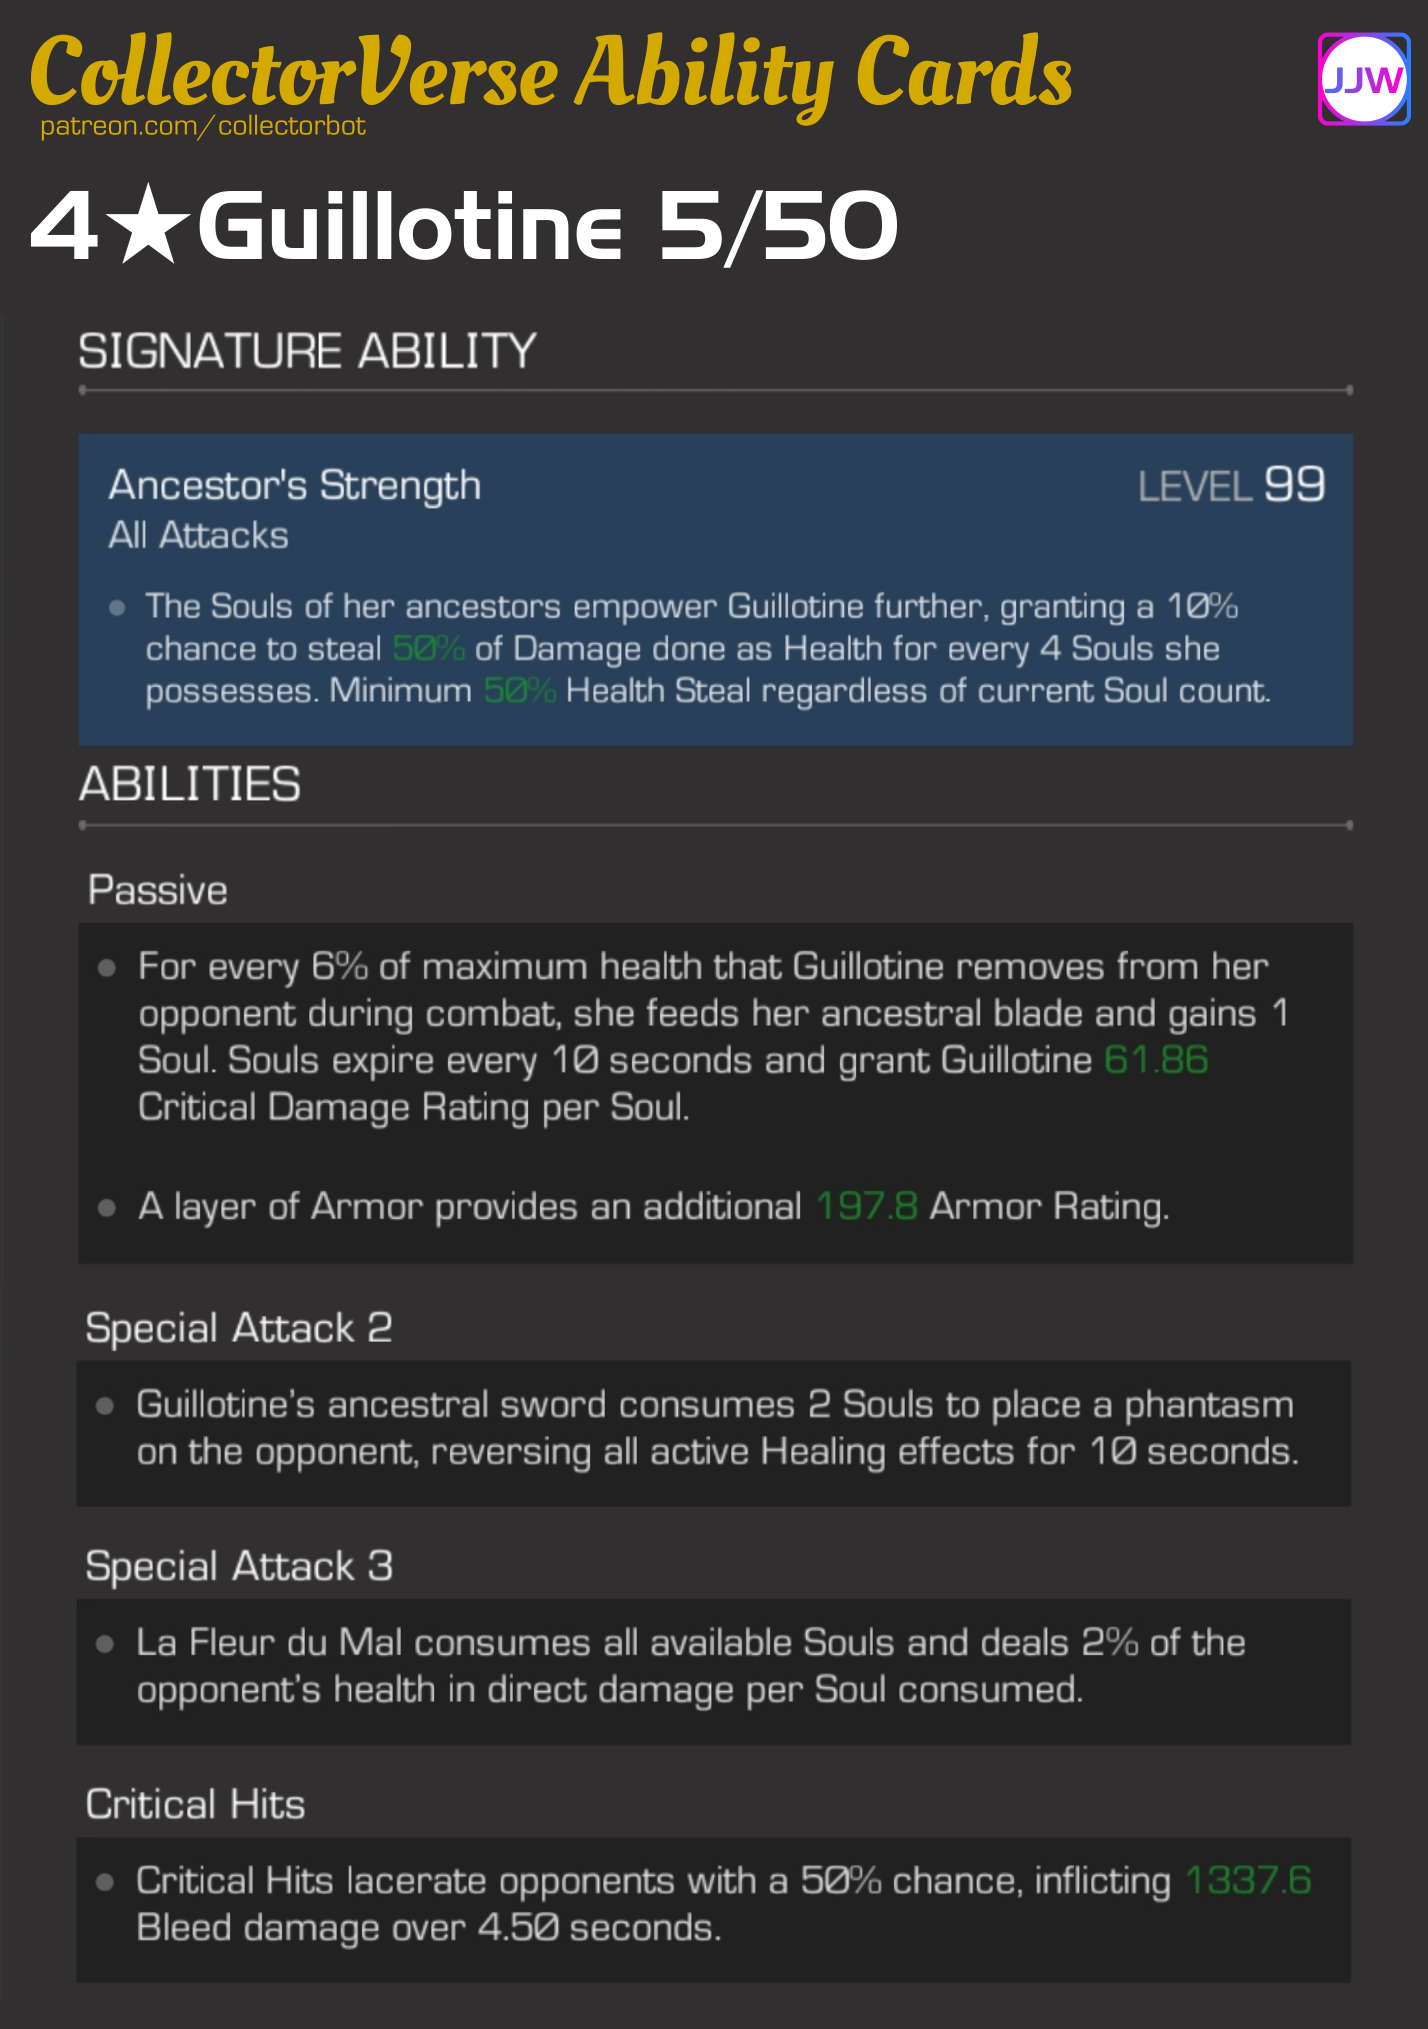 CollectorVerse Ability Cards
JJW
patreon.com/collectorbot
4★Guillotine 5/50
SIGNATURE ABILITY
Ancestor's Strength
LEVEL 99
All Attacks
The Souls of her ancestors empower Guillotine further, granting a 10%
chance to steal 50% of Damage done as Health for every 4 Souls she
possesses. Minimum 50% Health Steal regardless of current Soul count.
ABILITIES
Passive
For every 6% of maximum health that Guillotine removes from her
opponent during combat, she feeds her ancestral blade and gains 1
Soul. Souls expire every 10 seconds and grant Guillotine 61.86
Critical Damage Rating per Soul.
A layer of Armor provides an additional 197.8 Armor Rating.
Special Attack 2
Guillotine's ancestral sword consumes 2 Souls to place a phantasm
on the opponent, reversing all active Healing effects for 10 seconds.
Special Attack 3
La Fleur du Mal consumes all available Souls and deals 2% of the
opponent's health in direct damage per Soul consumed.
Critical Hits
Critical Hits lacerate opponents with a 50% chance, inflicting 1337.6
Bleed damage over 4.50 seconds.